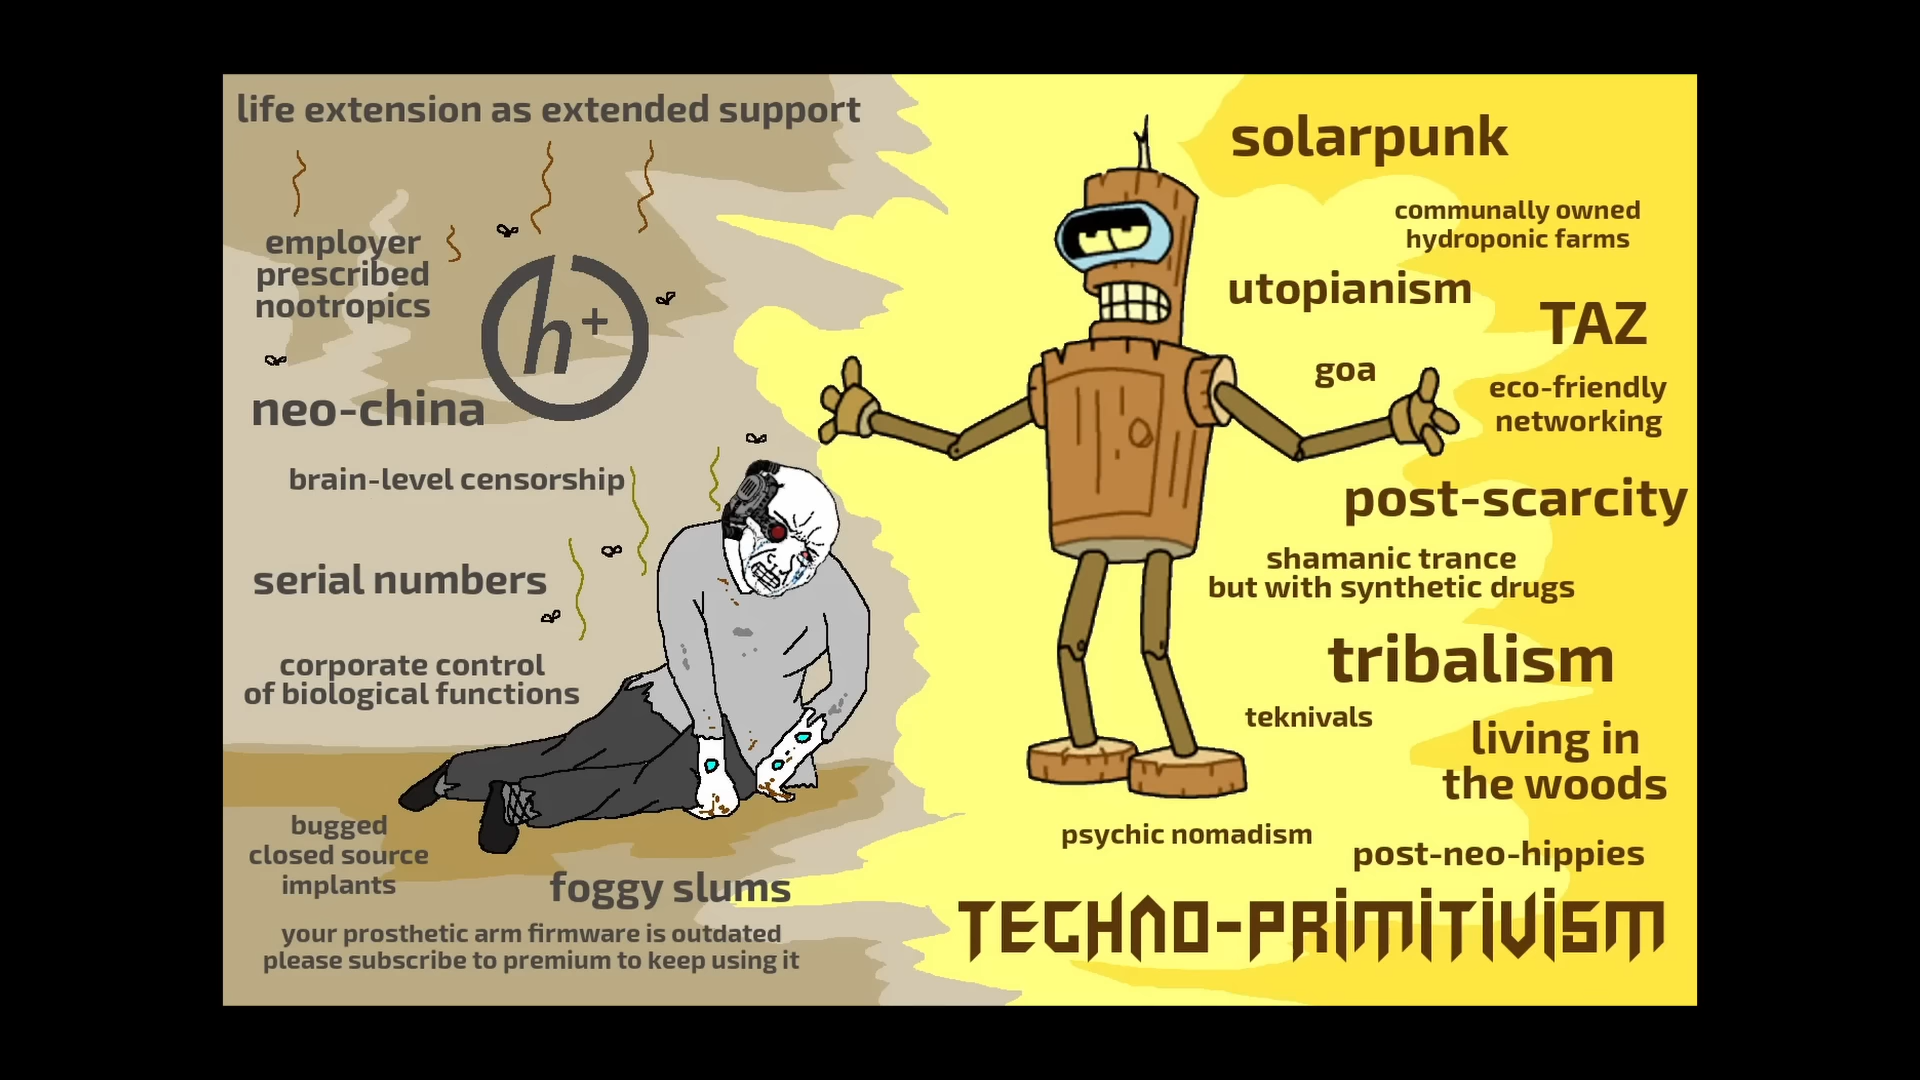 life extension as extended support
employer
prescribed
nootropics
h+
neo-china
brain-level censorship
serial numbers
corporate control
of biological functions
bugged
closed source
implants
foggy slums
your prosthetic arm firmware is outdated
please subscribe to premium to keep using it
solarpunk
communally owned
hydroponic farms
utopianism
TAZ
goa
eco-friendly
networking
post-scarcity
shamanic trance
but with synthetic drugs
tribalism
teknivals
living in
the woods
psychic nomadism
post-neo-hippies
TECHNO-PRIMITIVISM